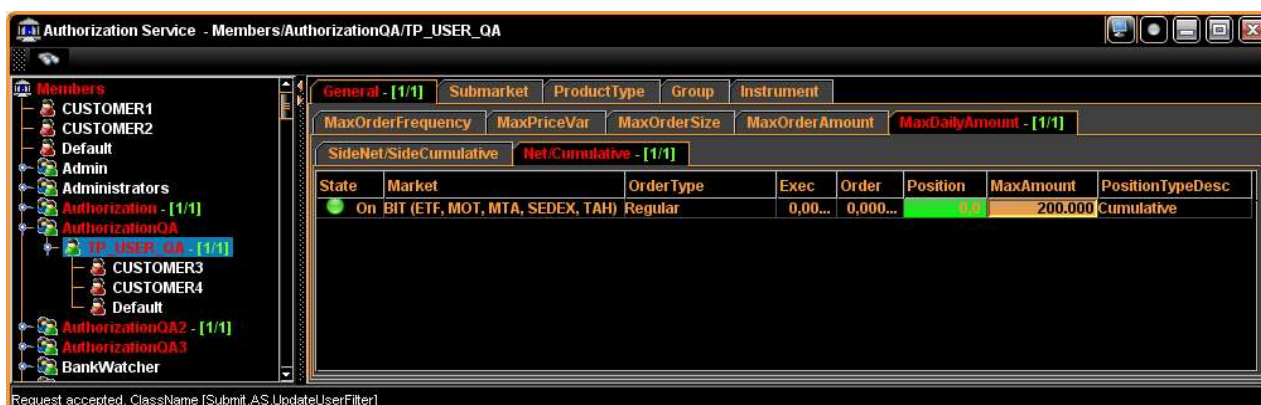 Authorization Service - Members/AuthorizationQA/TP_USER_QA
Members
CUSTOMER1
CUSTOMER2
Default
Admin
Administrators
Authorization - [1/1]
AuthorizationQA
TP_USER_QA - [1/1]
CUSTOMER3
CUSTOMER4
Default
AuthorizationQA2 - [1/1]
AuthorizationQA3
BankWatcher
General - [1/1] Submarket ProductType Group Instrument
MaxOrderFrequency MaxPriceVar MaxOrderSize MaxOrderAmount MaxDailyAmount - [1/1]
SideNet/SideCumulative Net/Cumulative - [1/1]
State Market OrderType Exec Order Position MaxAmount PositionTypeDesc
On BIT (ETF, MOT, MTA, SEDEX, TAH) Regular 0,00... 0,000... 0,0 200.000 Cumulative
Request accepted. ClassName [Submit.AS.UpdateUserFilter]